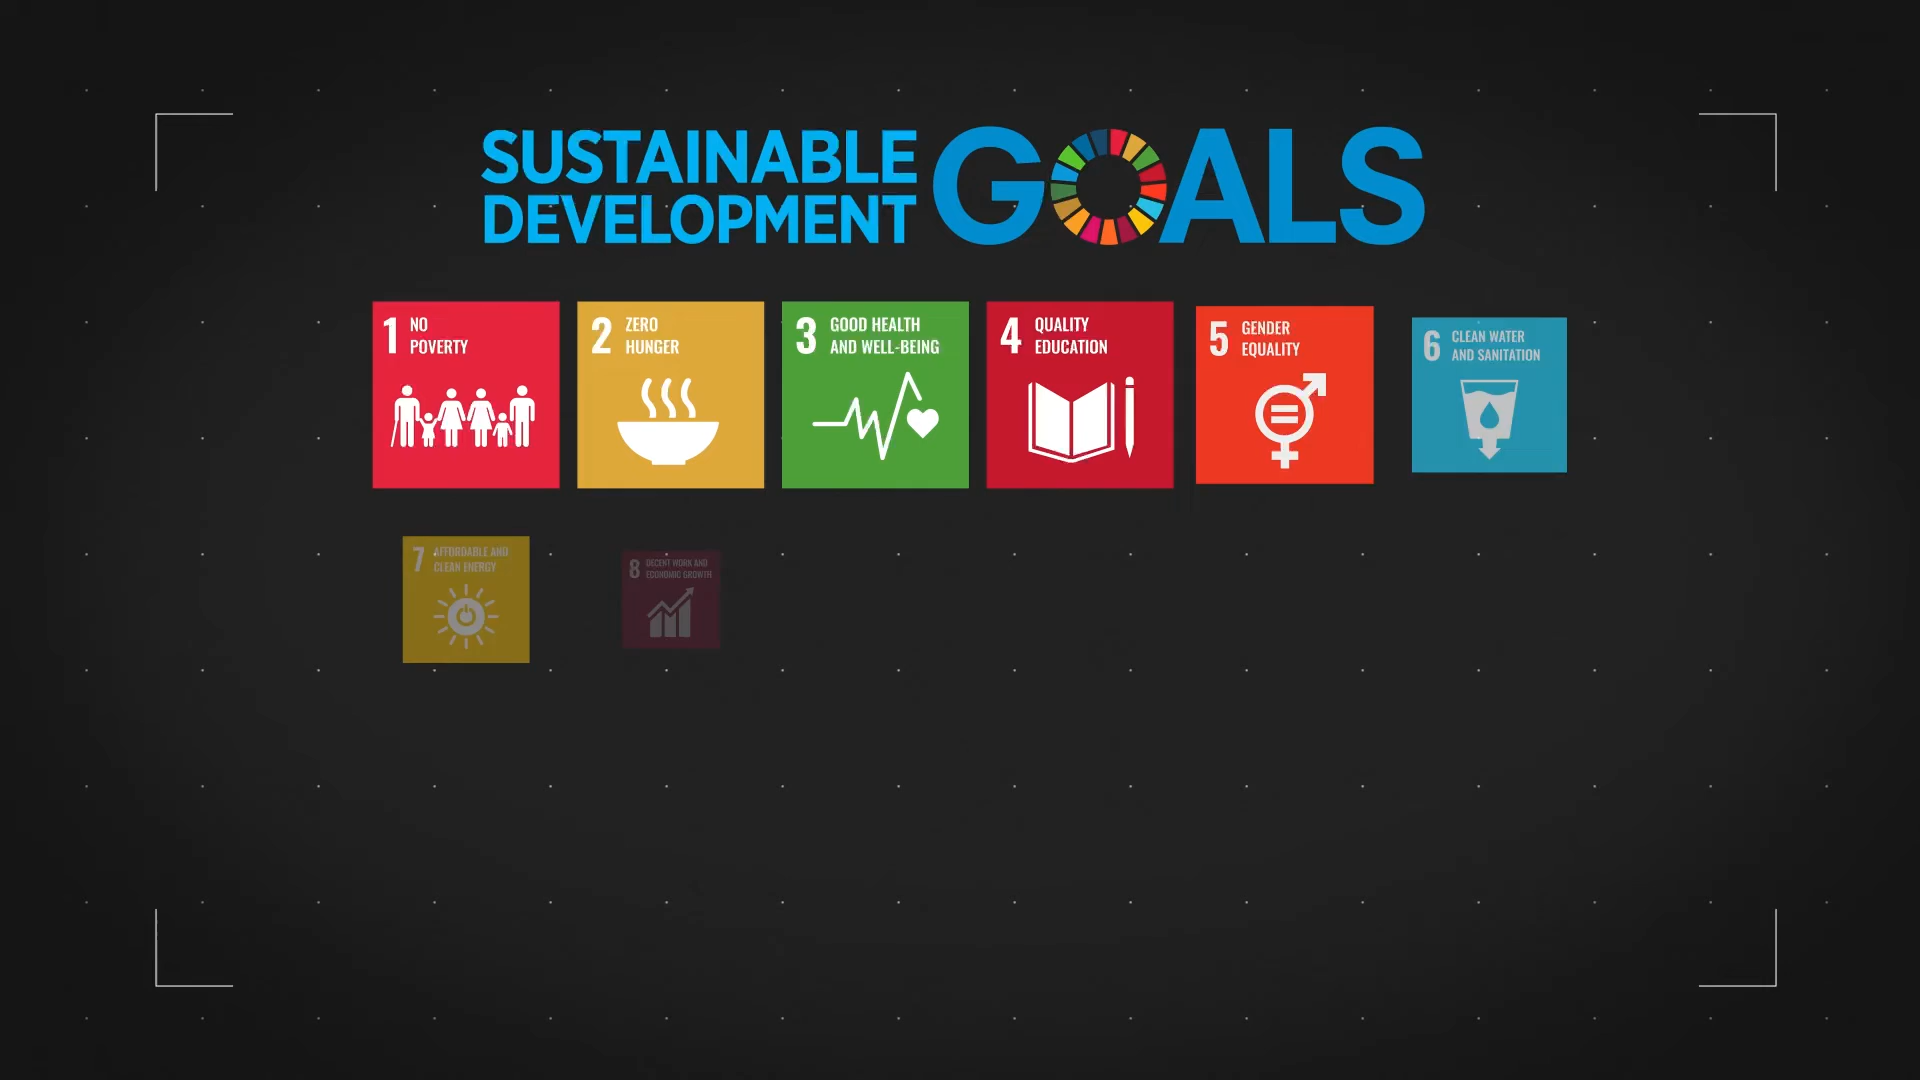 SUSTAINABLE
DEVELOPMENT
GOALS
1 NO
POVERTY
2 ZERO
HUNGER
3 GOOD HEALTH
AND WELL-BEING
4 QUALITY
EDUCATION
5 GENDER
EQUALITY
6 CLEAN WATER
AND SANITATION
7 AFFORDABLE AND
CLEAN ENERGY
8 DECENT WORK AND
ECONOMIC GROWTH